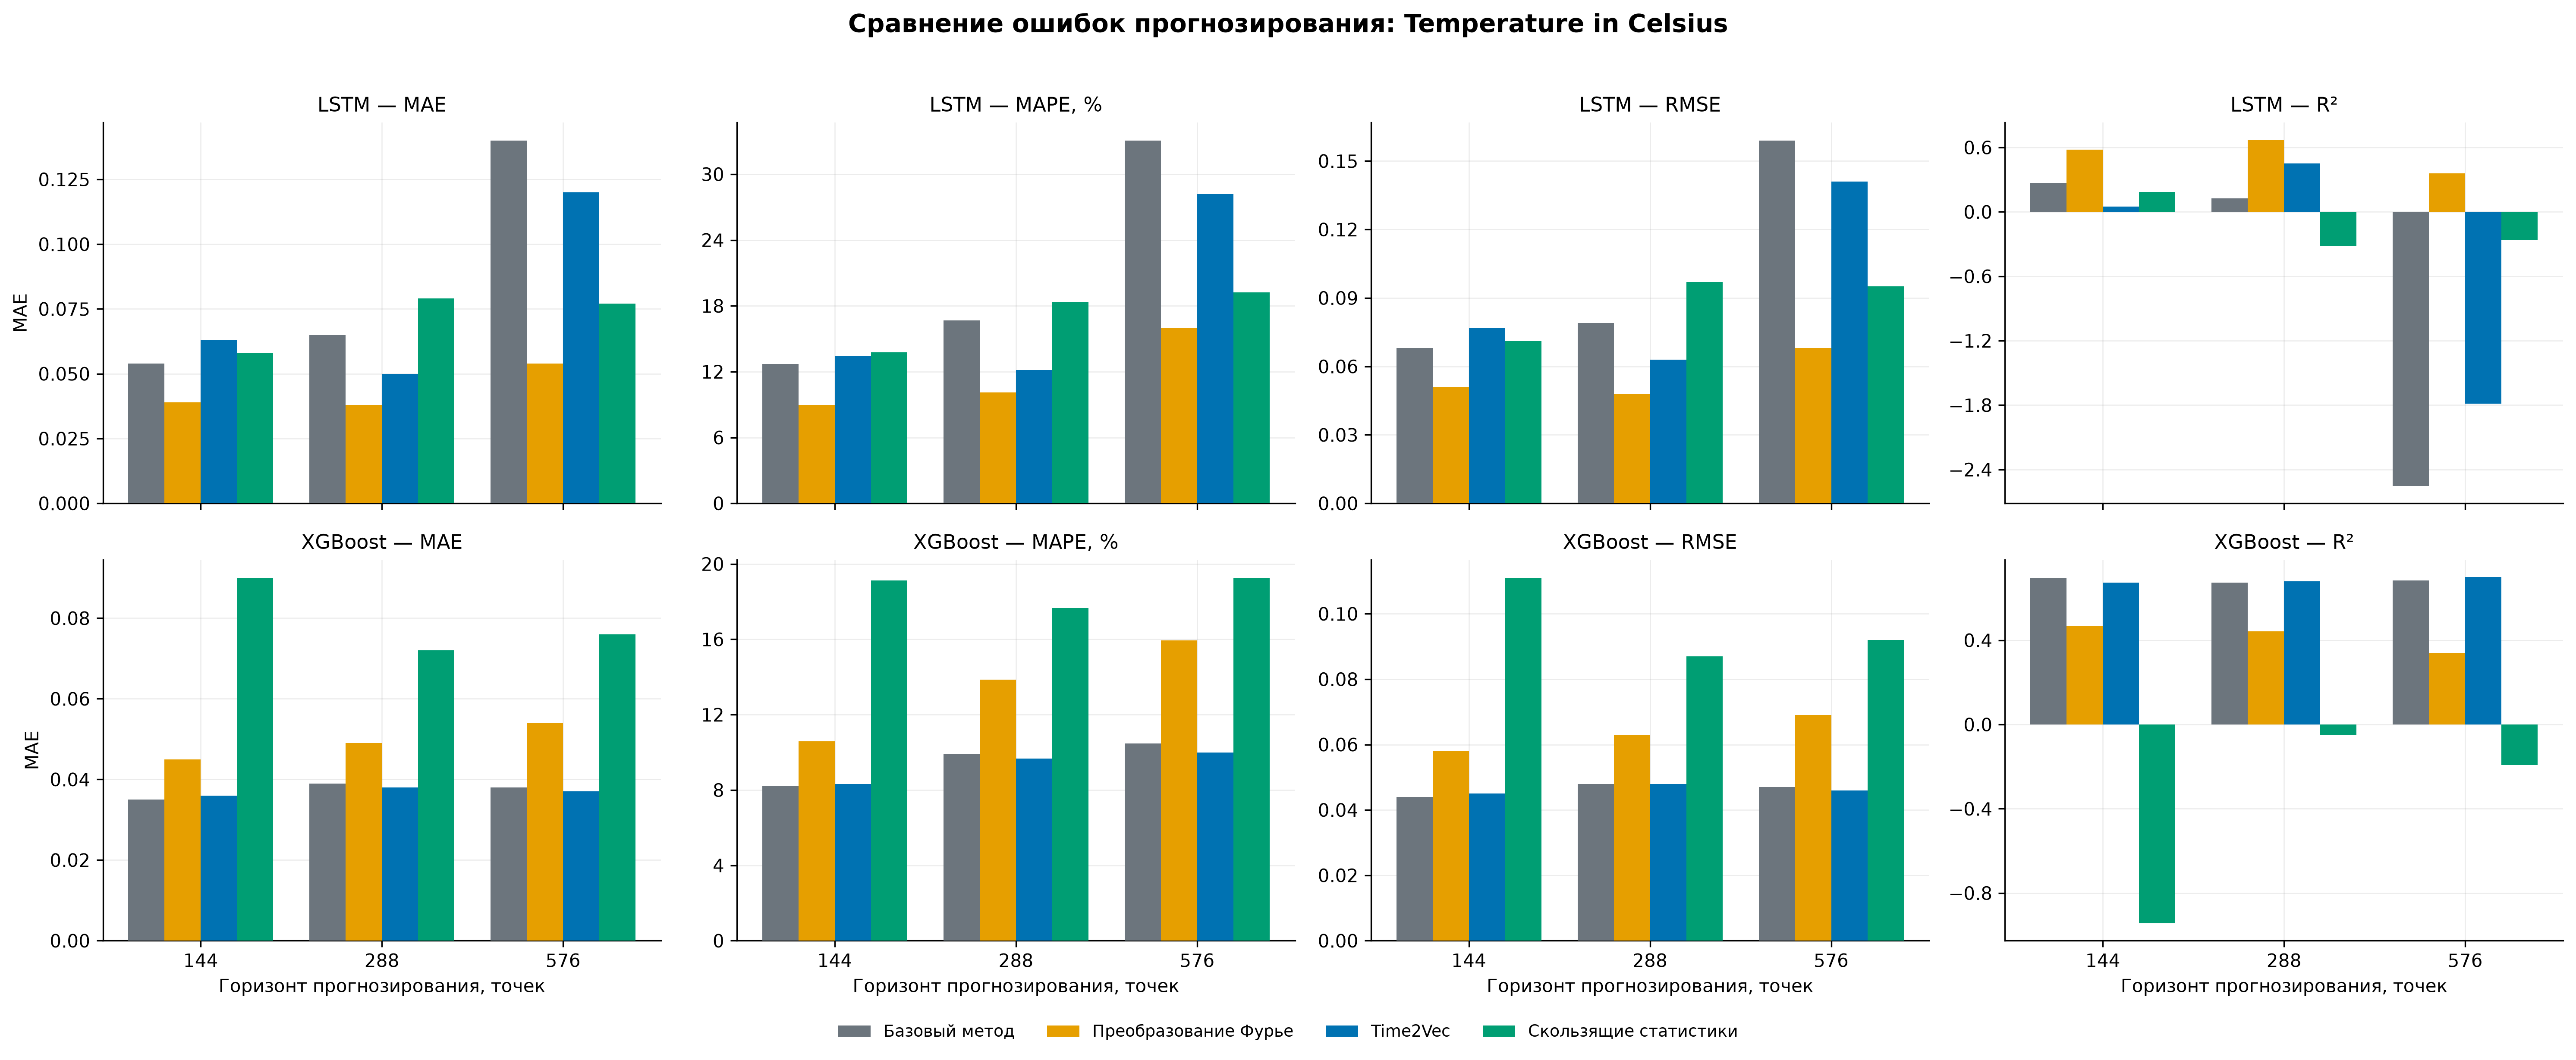 Сравнение ошибок прогнозирования: Temperature in Celsius
LSTM — MAE
MAE
0.125
0.100
0.075
0.050
0.025
0.000
LSTM — MAPE, %
30
24
18
12
6
0
LSTM — RMSE
0.15
0.12
0.09
0.06
0.03
0.00
LSTM — R²
0.6
0.0
−0.6
−1.2
−1.8
−2.4
XGBoost — MAE
MAE
0.08
0.06
0.04
0.02
0.00
144 288 576
Горизонт прогнозирования, точек
XGBoost — MAPE, %
20
16
12
8
4
0
144 288 576
Горизонт прогнозирования, точек
XGBoost — RMSE
0.10
0.08
0.06
0.04
0.02
0.00
144 288 576
Горизонт прогнозирования, точек
XGBoost — R²
0.4
0.0
−0.4
−0.8
144 288 576
Горизонт прогнозирования, точек
Базовый метод Преобразование Фурье Time2Vec Скользящие статистики